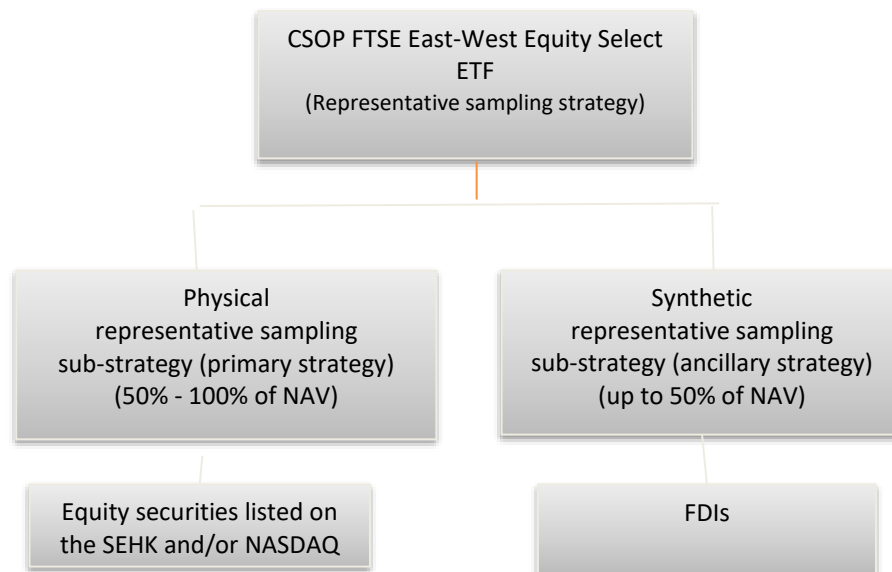 CSOP FTSE East-West Equity Select
ETF
(Representative sampling strategy)
Physical
representative sampling
sub-strategy (primary strategy)
(50% - 100% of NAV)
Synthetic
representative sampling
sub-strategy (ancillary strategy)
(up to 50% of NAV)
Equity securities listed on
the SEHK and/or NASDAQ
FDIs